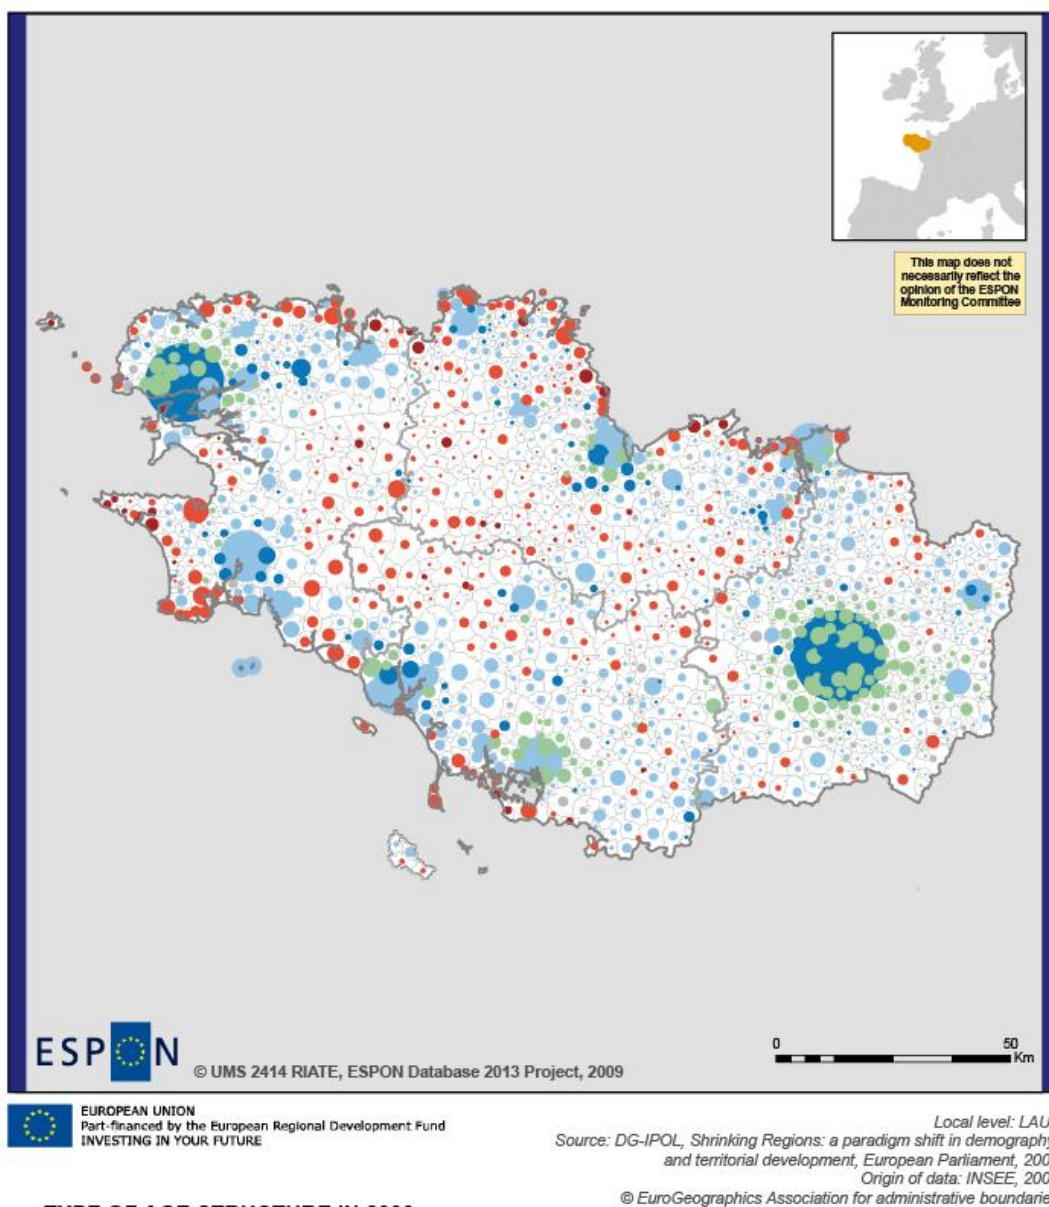 This map does not
necessarily reflect the
opinion of the ESPON
Monitoring Committee
ESPON
© UMS 2414 RIATE, ESPON Database 2013 Project, 2009
0 50
Km
EUROPEAN UNION
Part-financed by the European Regional Development Fund
INVESTING IN YOUR FUTURE
Local level: LAU
Source: DG-IPOL, Shrinking Regions: a paradigm shift in demography
and territorial development, European Parliament, 200
Origin of data: INSEE, 200
© EuroGeographics Association for administrative boundarie